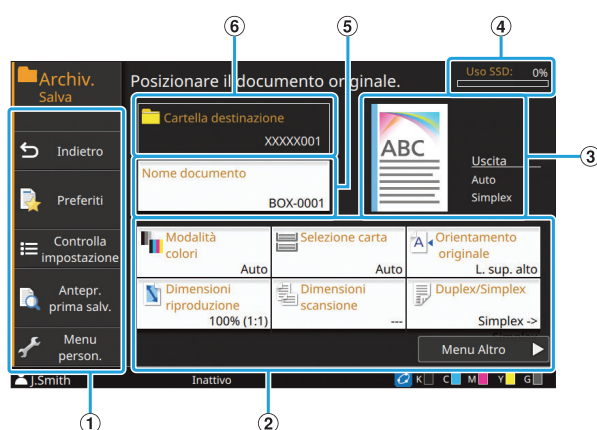 ⑥
⑤
④
Archiv.
Salva
Posizionare il documento originale.
Uso SSD: 0%
Indietro
Preferiti
Controlla
impostazione
Antepr.
prima salv.
Menu
person.
Cartella destinazione
XXXXX001
Nome documento
BOX-0001
ABC
Uscita
Auto
Simplex
③
Modalità
colori
Auto
Selezione carta
Auto
Orientamento
originale
L. sup. alto
Dimensioni
riproduzione
100% (1:1)
Dimensioni
scansione
---
Duplex/Simplex
Simplex ->
Menu Altro
J.Smith
Inattivo
K C M Y G
①
②